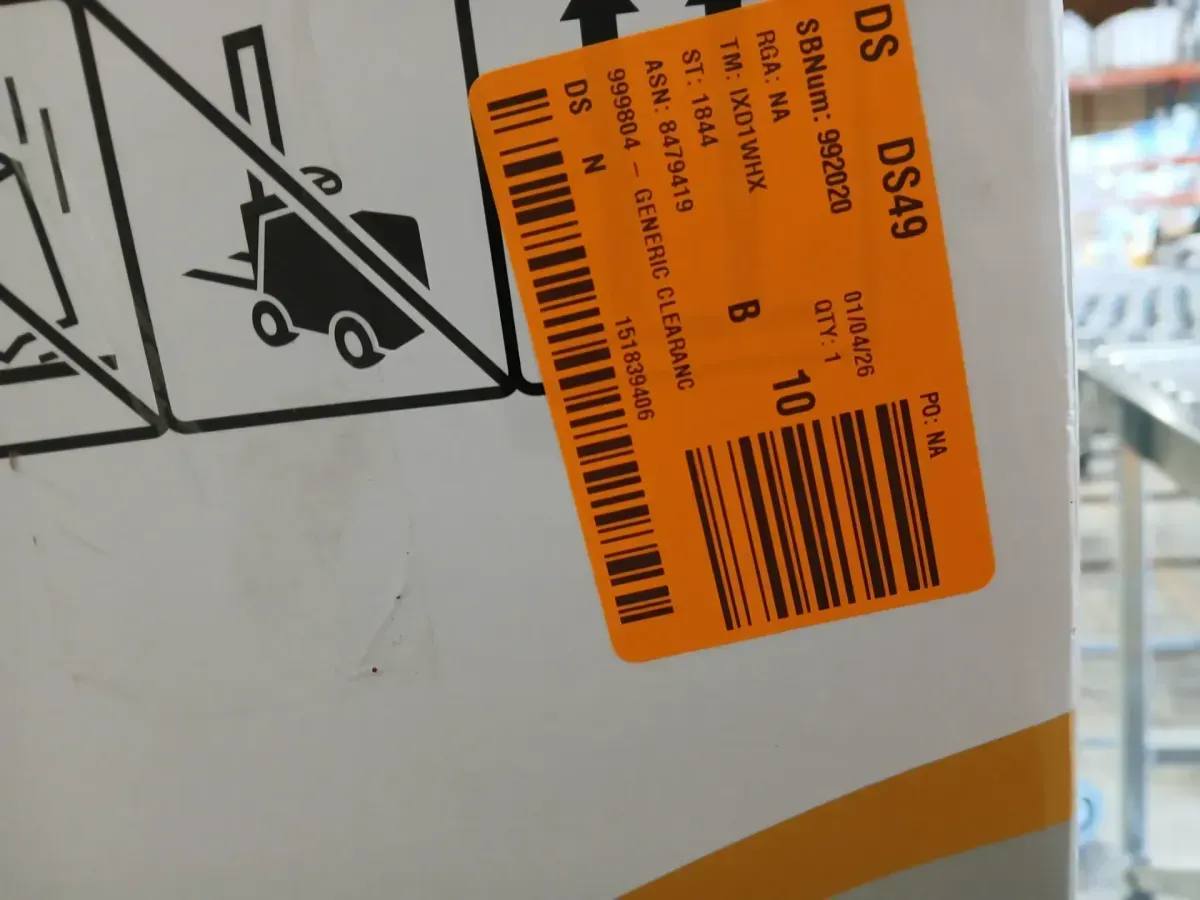 DS DS49 PO: NA
SBNum: 992020 01/04/26
RGA: NA QTY: 1
TM: IXD1WHX B 10
ST: 1844
ASN: 8479419
999804 - GENERIC CLEARANC
DS N 151839406